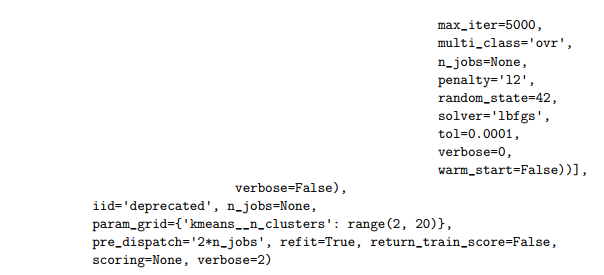 max_iter=5000,
multi_class='ovr',
n_jobs=None,
penalty='l2',
random_state=42,
solver='lbfgs',
tol=0.0001,
verbose=0,
warm_start=False))],
verbose=False),
iid='deprecated', n_jobs=None,
param_grid={'kmeans__n_clusters': range(2, 20)},
pre_dispatch='2*n_jobs', refit=True, return_train_score=False,
scoring=None, verbose=2)